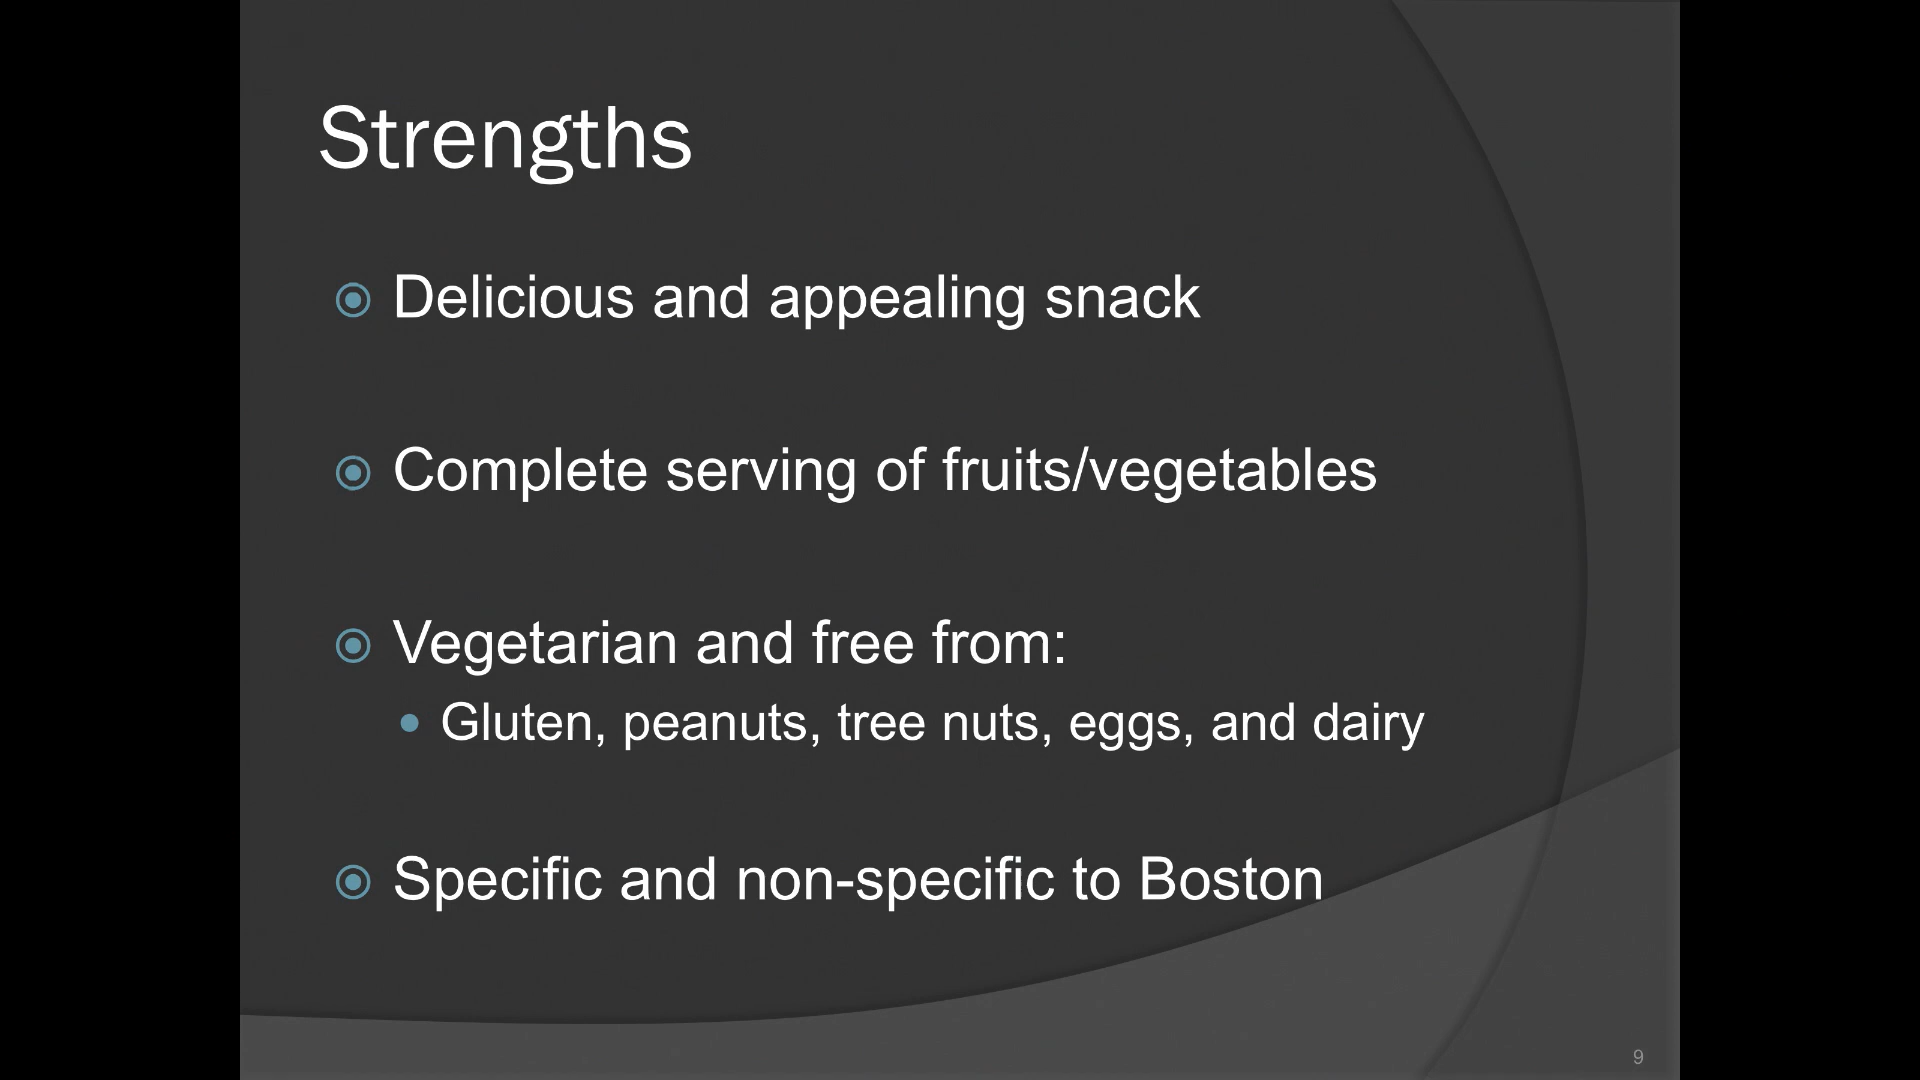 Strengths
Delicious and appealing snack
Complete serving of fruits/vegetables
Vegetarian and free from:
Gluten, peanuts, tree nuts, eggs, and dairy
Specific and non-specific to Boston
9